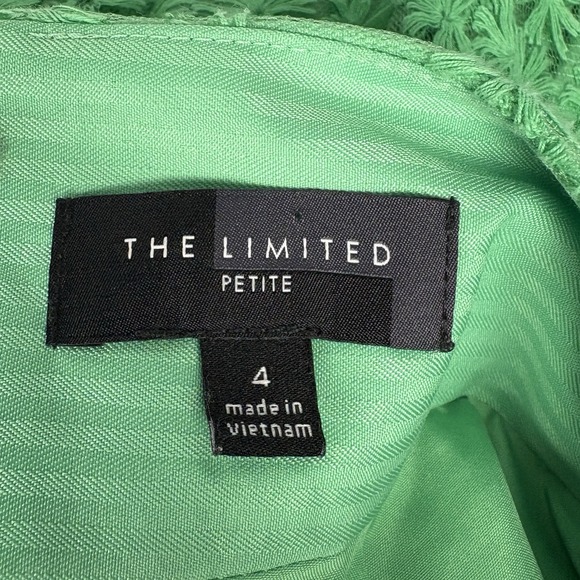 THE LIMITED
PETITE
4
made in
Vietnam